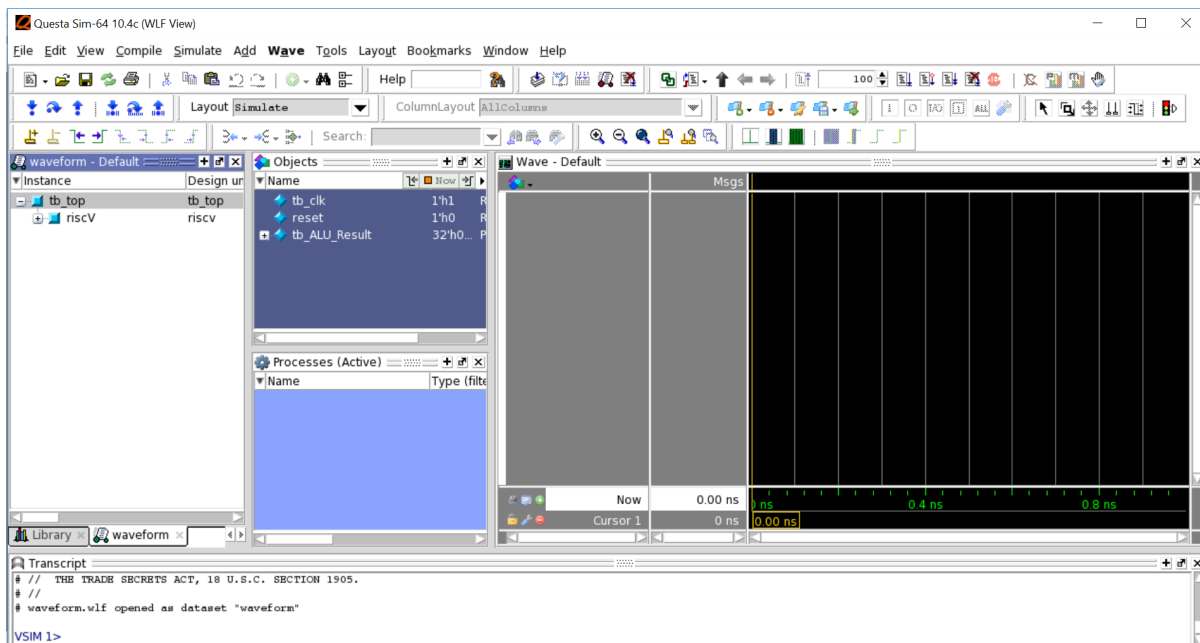 Questa Sim-64 10.4c (WLF View)
File Edit View Compile Simulate Add Wave Tools Layout Bookmarks Window Help
Help 100
Layout Simulate ColumnLayout AllColumns
Search:
waveform - Default
Instance Design un
tb_top tb_top
riscV riscv
Library waveform
Objects
Name Now
tb_clk 1'h1 R
reset 1'h0 R
tb_ALU_Result 32'h0... P
Processes (Active)
Name Type (filte
Wave - Default
Msgs
Now 0.00 ns
Cursor 1 0 ns
ns 0.4 ns 0.8 ns
0.00 ns
Transcript
# // THE TRADE SECRETS ACT, 18 U.S.C. SECTION 1905.
# //
# waveform.wlf opened as dataset "waveform"
VSIM 1>